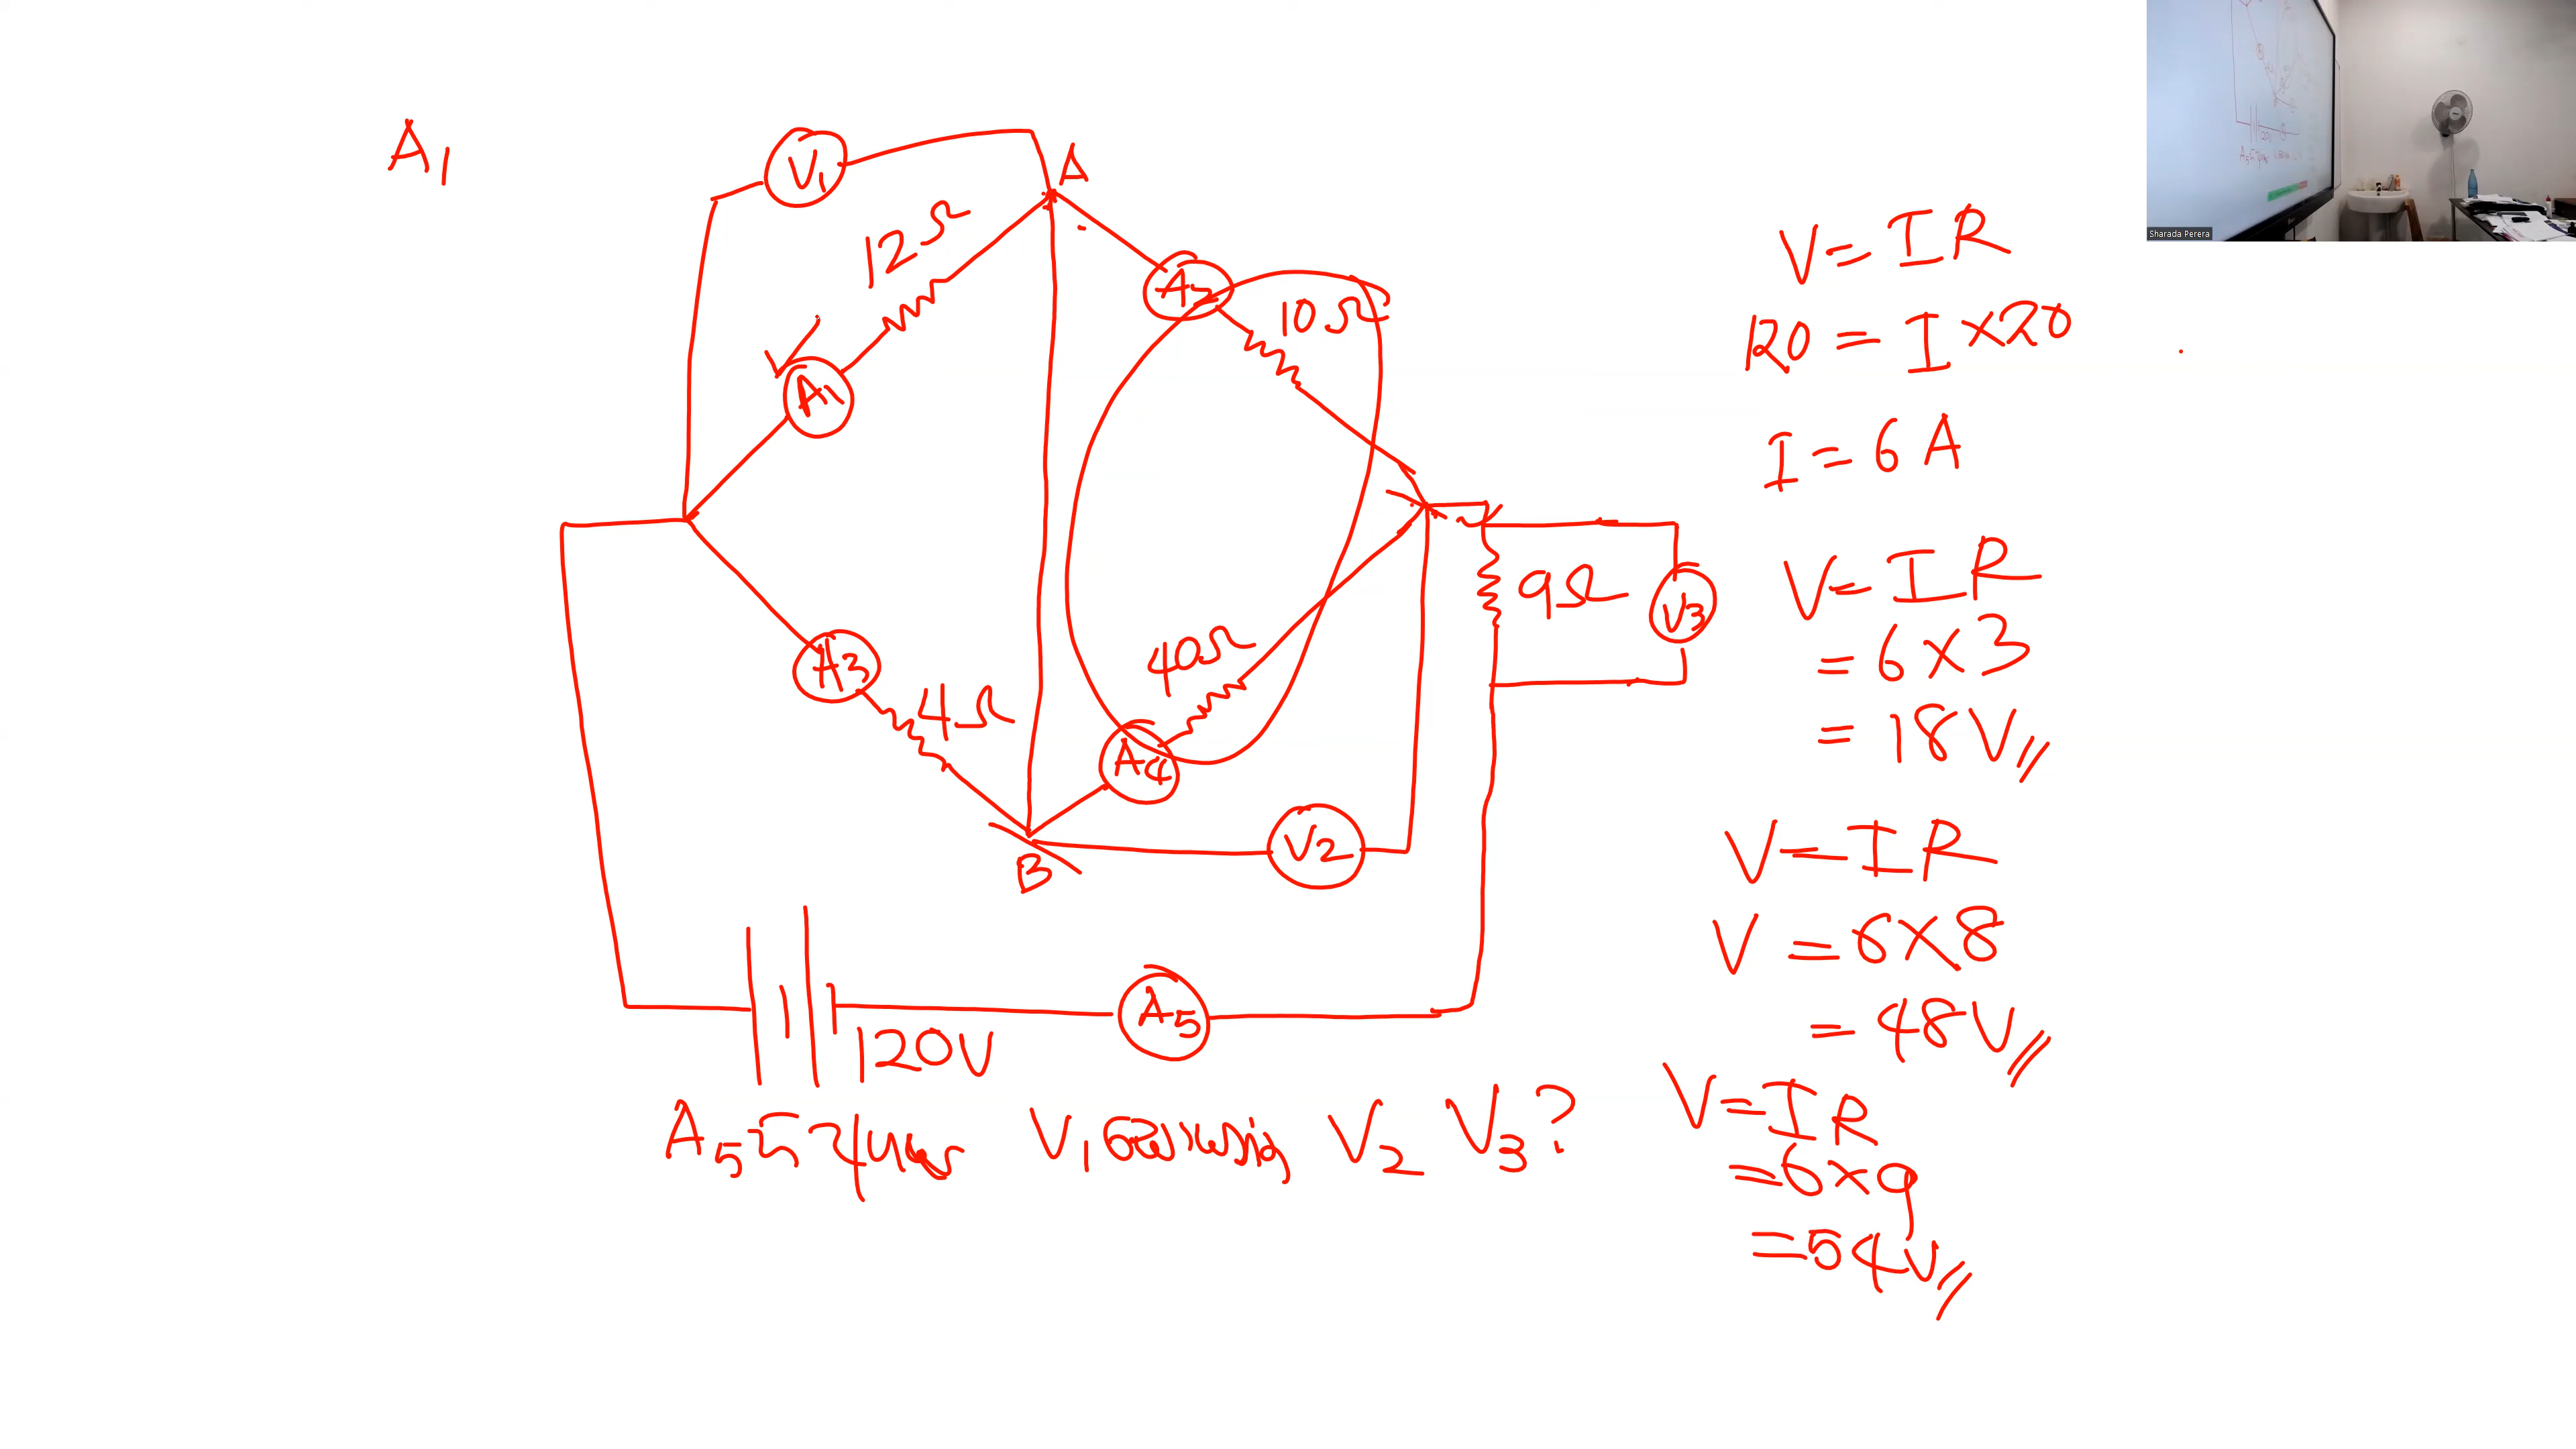 A1
V1
A
12Ω
A2
10Ω
A1
9Ω
V3
A3
4Ω
40Ω
A4
V2
B
120V
A5
A5
V1
V2 V3?
V = IR
120 = I × 20
I = 6 A
V = IR
= 6 × 3
= 18V//
V = IR
V = 6 × 8
= 48V//
V = IR
= 6 × 9
= 54V//
Sharada Perera